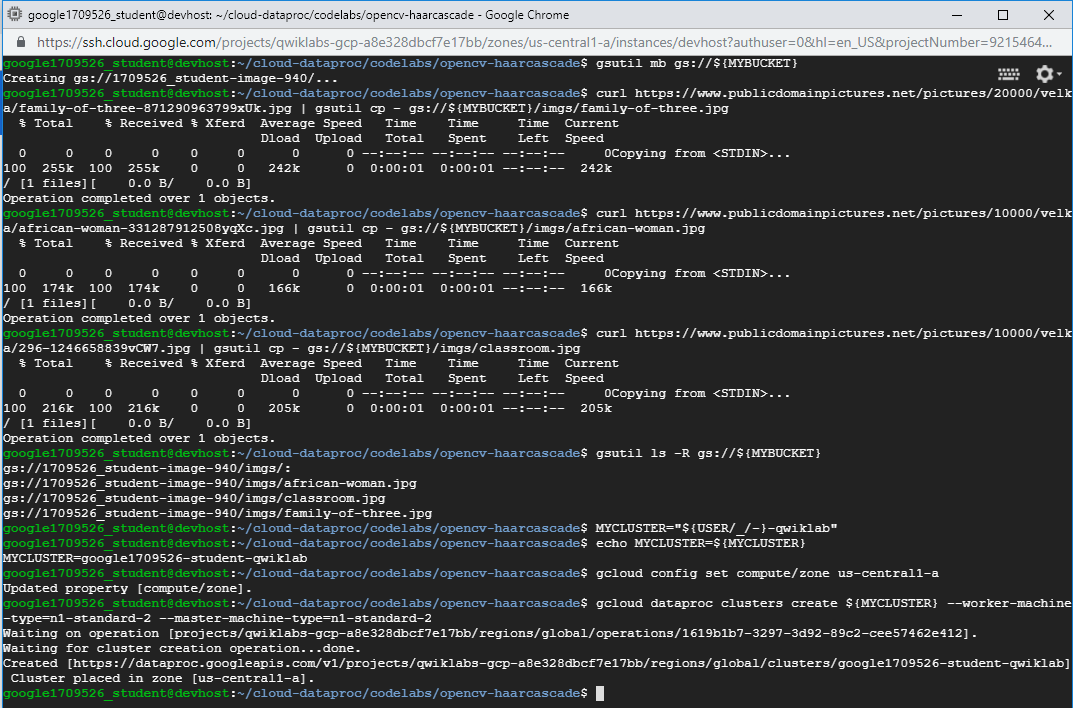 google1709526_student@devhost: ~/cloud-dataproc/codelabs/opencv-haarcascade - Google Chrome
https://ssh.cloud.google.com/projects/qwiklabs-gcp-a8e328dbcf7e17bb/zones/us-central1-a/instances/devhost?authuser=0&hl=en_US&projectNumber=9215464...
google1709526_student@devhost:~/cloud-dataproc/codelabs/opencv-haarcascade$ gsutil mb gs://${MYBUCKET}
Creating gs://1709526_student-image-940/...
google1709526_student@devhost:~/cloud-dataproc/codelabs/opencv-haarcascade$ curl https://www.publicdomainpictures.net/pictures/20000/velk
a/family-of-three-871290963799xUk.jpg | gsutil cp - gs://${MYBUCKET}/imgs/family-of-three.jpg
  % Total    % Received % Xferd  Average Speed   Time    Time     Time  Current
                                 Dload  Upload   Total   Spent    Left  Speed
  0     0    0     0    0     0      0      0 --:--:-- --:--:-- --:--:--     0Copying from <STDIN>...
100  255k  100  255k    0     0   242k      0  0:00:01  0:00:01 --:--:--  242k
/ [1 files][    0.0 B/    0.0 B]
Operation completed over 1 objects.
google1709526_student@devhost:~/cloud-dataproc/codelabs/opencv-haarcascade$ curl https://www.publicdomainpictures.net/pictures/10000/velk
a/african-woman-331287912508yqXc.jpg | gsutil cp - gs://${MYBUCKET}/imgs/african-woman.jpg
  % Total    % Received % Xferd  Average Speed   Time    Time     Time  Current
                                 Dload  Upload   Total   Spent    Left  Speed
  0     0    0     0    0     0      0      0 --:--:-- --:--:-- --:--:--     0Copying from <STDIN>...
100  174k  100  174k    0     0   166k      0  0:00:01  0:00:01 --:--:--  166k
/ [1 files][    0.0 B/    0.0 B]
Operation completed over 1 objects.
google1709526_student@devhost:~/cloud-dataproc/codelabs/opencv-haarcascade$ curl https://www.publicdomainpictures.net/pictures/10000/velk
a/296-1246658839vCW7.jpg | gsutil cp - gs://${MYBUCKET}/imgs/classroom.jpg
  % Total    % Received % Xferd  Average Speed   Time    Time     Time  Current
                                 Dload  Upload   Total   Spent    Left  Speed
  0     0    0     0    0     0      0      0 --:--:-- --:--:-- --:--:--     0Copying from <STDIN>...
100  216k  100  216k    0     0   205k      0  0:00:01  0:00:01 --:--:--  205k
/ [1 files][    0.0 B/    0.0 B]
Operation completed over 1 objects.
google1709526_student@devhost:~/cloud-dataproc/codelabs/opencv-haarcascade$ gsutil ls -R gs://${MYBUCKET}
gs://1709526_student-image-940/imgs/:
gs://1709526_student-image-940/imgs/african-woman.jpg
gs://1709526_student-image-940/imgs/classroom.jpg
gs://1709526_student-image-940/imgs/family-of-three.jpg
google1709526_student@devhost:~/cloud-dataproc/codelabs/opencv-haarcascade$ MYCLUSTER="${USER/_/-}-qwiklab"
google1709526_student@devhost:~/cloud-dataproc/codelabs/opencv-haarcascade$ echo MYCLUSTER=${MYCLUSTER}
MYCLUSTER=google1709526-student-qwiklab
google1709526_student@devhost:~/cloud-dataproc/codelabs/opencv-haarcascade$ gcloud config set compute/zone us-central1-a
Updated property [compute/zone].
google1709526_student@devhost:~/cloud-dataproc/codelabs/opencv-haarcascade$ gcloud dataproc clusters create ${MYCLUSTER} --worker-machine
-type=n1-standard-2 --master-machine-type=n1-standard-2
Waiting on operation [projects/qwiklabs-gcp-a8e328dbcf7e17bb/regions/global/operations/1619b1b7-3297-3d92-89c2-cee57462e412].
Waiting for cluster creation operation...done.
Created [https://dataproc.googleapis.com/v1/projects/qwiklabs-gcp-a8e328dbcf7e17bb/regions/global/clusters/google1709526-student-qwiklab]
 Cluster placed in zone [us-central1-a].
google1709526_student@devhost:~/cloud-dataproc/codelabs/opencv-haarcascade$